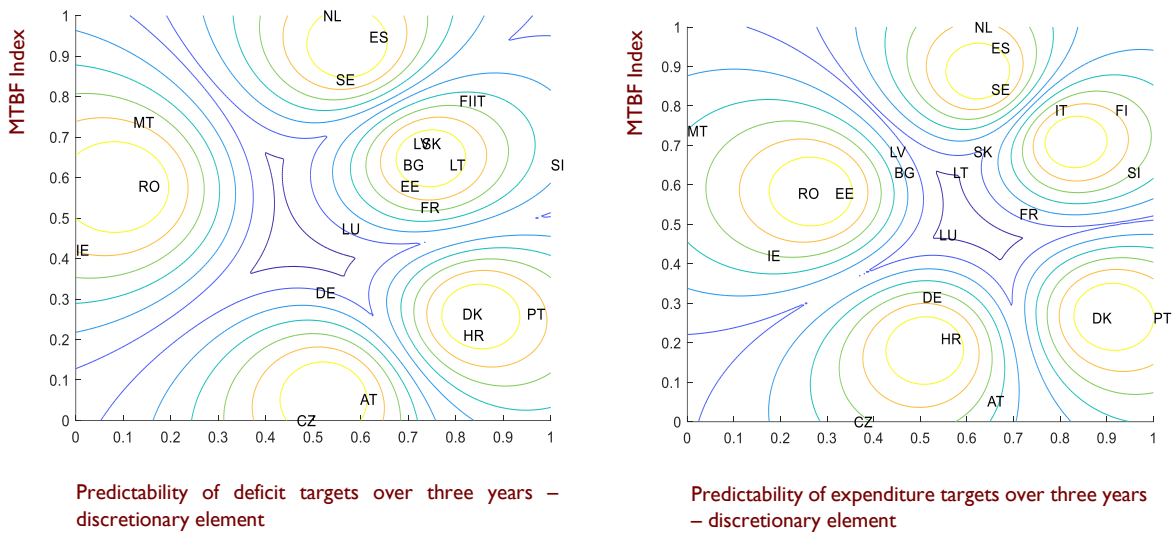 MTBF Index
1
0.9
0.8
0.7
0.6
0.5
0.4
0.3
0.2
0.1
0
NL
ES
SE
FIIT
MT
LV SK
BG
LT
SI
RO
EE
FR
LU
IE
DE
DK
PT
HR
AT
CZ
0 0.1 0.2 0.3 0.4 0.5 0.6 0.7 0.8 0.9 1
Predictability of deficit targets over three years –
discretionary element
MTBF Index
1
0.9
0.8
0.7
0.6
0.5
0.4
0.3
0.2
0.1
0
NL
ES
SE
IT
FI
MT
LV
SK
BG
LT
SI
RO
EE
FR
LU
IE
DE
DK
PT
HR
AT
CZ
0 0.1 0.2 0.3 0.4 0.5 0.6 0.7 0.8 0.9 1
Predictability of expenditure targets over three years
– discretionary element